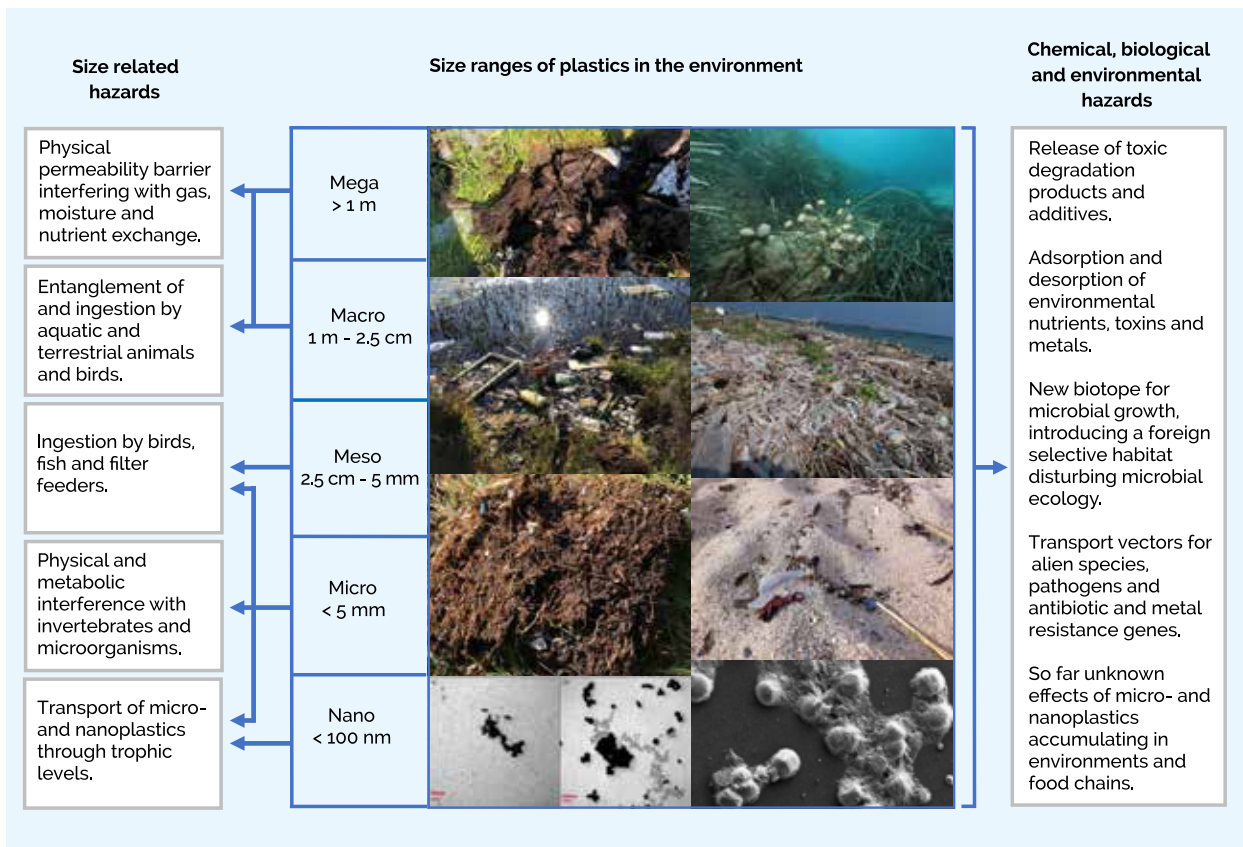 Size related
hazards
Size ranges of plastics in the environment
Chemical, biological
and environmental
hazards
Physical
permeability barrier
interfering with gas,
moisture and
nutrient exchange.
Entanglement of
and ingestion by
aquatic and
terrestrial animals
and birds.
Ingestion by birds,
fish and filter
feeders.
Physical and
metabolic
interference with
invertebrates and
microorganisms.
Transport of micro-
and nanoplastics
through trophic
levels.
Mega
> 1 m
Macro
1 m - 2.5 cm
Meso
2.5 cm - 5 mm
Micro
< 5 mm
Nano
< 100 nm
Release of toxic
degradation
products and
additives.
Adsorption and
desorption of
environmental
nutrients, toxins and
metals.
New biotope for
microbial growth,
introducing a foreign
selective habitat
disturbing microbial
ecology.
Transport vectors for
alien species,
pathogens and
antibiotic and metal
resistance genes.
So far unknown
effects of micro- and
nanoplastics
accumulating in
environments and
food chains.